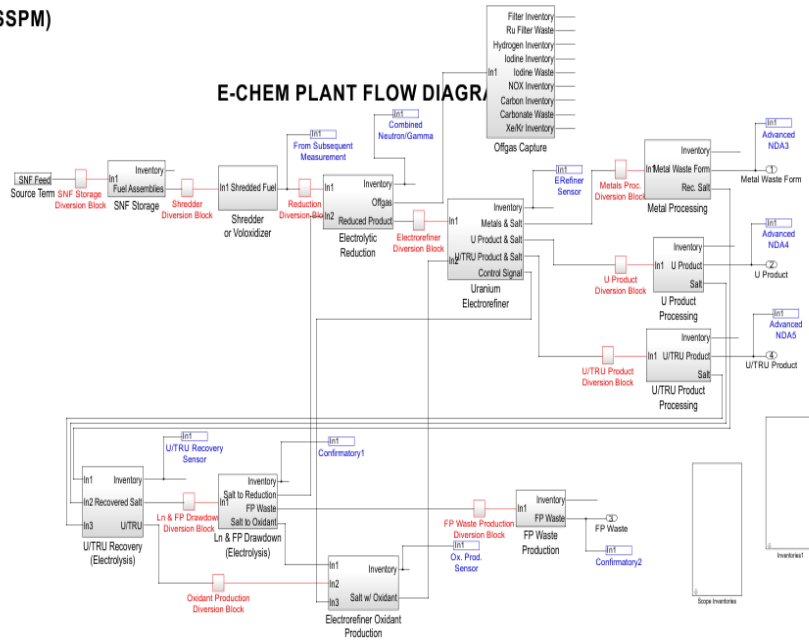 SSPM)
E-CHEM PLANT FLOW DIAGRA
Filter Inventory
Ru Filter Waste
Hydrogen Inventory
Iodine Inventory
In1
Iodine Waste
NOX Inventory
Carbon Inventory
Carbonate Waste
Xe/Kr Inventory
Offgas Capture
In1
Combined
Neutron/Gamma
In1
From Subsequent
Measurement
SNF Feed
Source Term
SNF Storage
Diversion Block
Inventory
In1
Fuel Assemblies
SNF Storage
Shredder
Diversion Block
In1 Shredded Fuel
Shredder
or Voloxidizer
Reduction
Diversion Blo
In1
Inventory
Offgas
In2
Reduced Product
Electrolytic
Reduction
Electrorefiner
Diversion Block
In1
ERefiner
Sensor
Inventory
In1
Metals & Salt
U Product & Salt
In2
U/TRU Product & Salt
Control Signal
Uranium
Electrorefiner
Metals Proc.
Diversion Block
Inventory
In1
Metal Waste Form
Rec. Salt
Metal Processing
In1
Advanced
NDA3
1
Metal Waste Form
U Product
Diversion Block
Inventory
In1
U Product
Salt
U Product
Processing
In1
Advanced
NDA4
2
U Product
U/TRU Product
Diversion Block
Inventory
In1
U/TRU Product
Salt
U/TRU Product
Processing
In1
Advanced
NDA5
4
U/TRU Product
In1
U/TRU Recovery
Sensor
In1
Inventory
In2
Recovered Salt
In3
U/TRU
U/TRU Recovery
(Electrolysis)
Ln & FP Drawdown
Diversion Block
In1
Confirmatory1
Inventory
Salt to Reduction
In1
FP Waste
Salt to Oxidant
Ln & FP Drawdown
(Electrolysis)
FP Waste Production
Diversion Block
Inventory
In1
FP Waste
FP Waste
Production
3
FP Waste
In1
Confirmatory2
Oxidant Production
Diversion Block
In1
Inventory
In2
Salt w/ Oxidant
In3
Electrorefiner Oxidant
Production
In1
Ox. Prod.
Sensor
Scope Inventories
Inventories1